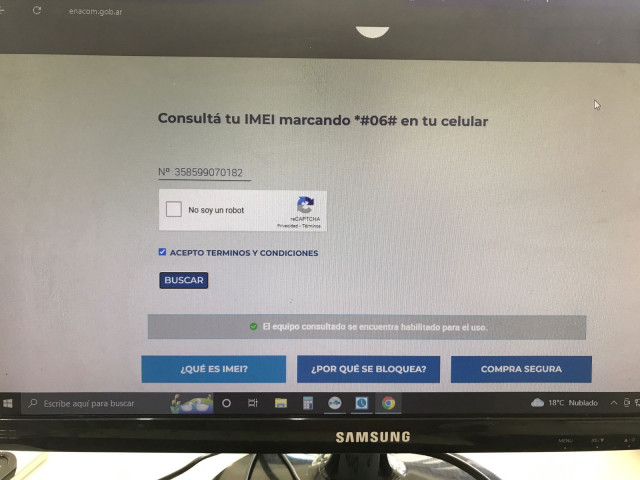 enacom.gob.ar
Consultá tu IMEI marcando *#06# en tu celular
Nº 358599070182
No soy un robot
reCAPTCHA
Privacidad - Términos
ACEPTO TERMINOS Y CONDICIONES
BUSCAR
El equipo consultado se encuentra habilitado para el uso.
¿QUÉ ES IMEI?
¿POR QUÉ SE BLOQUEA?
COMPRA SEGURA
Escribe aquí para buscar
18°C Nublado
SAMSUNG
MENU